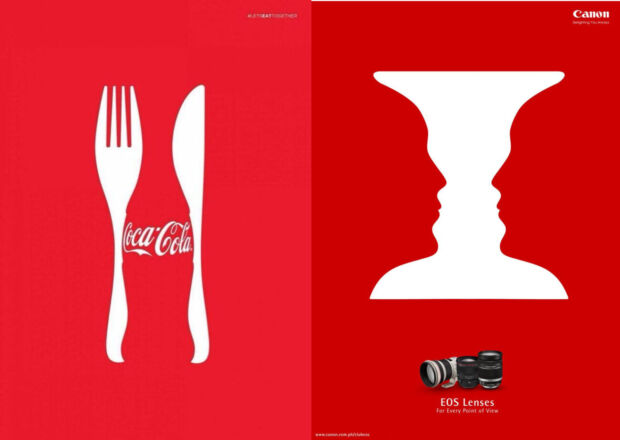 #LETSEATTOGETHER
Coca-Cola
Canon
Delighting You Always
EOS Lenses
For Every Point of View